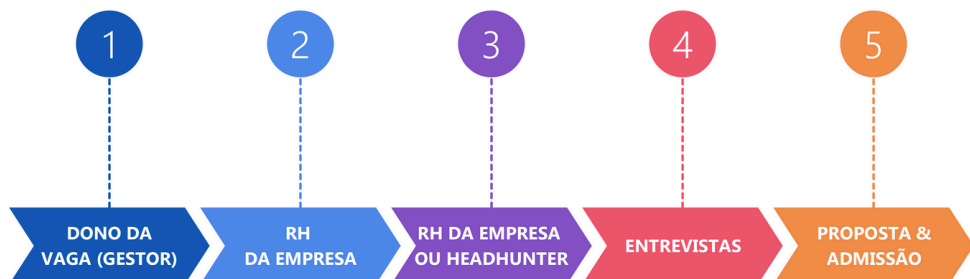 1
2
3
4
5
DONO DA
VAGA (GESTOR)
RH
DA EMPRESA
RH DA EMPRESA
OU HEADHUNTER
ENTREVISTAS
PROPOSTA &
ADMISSÃO